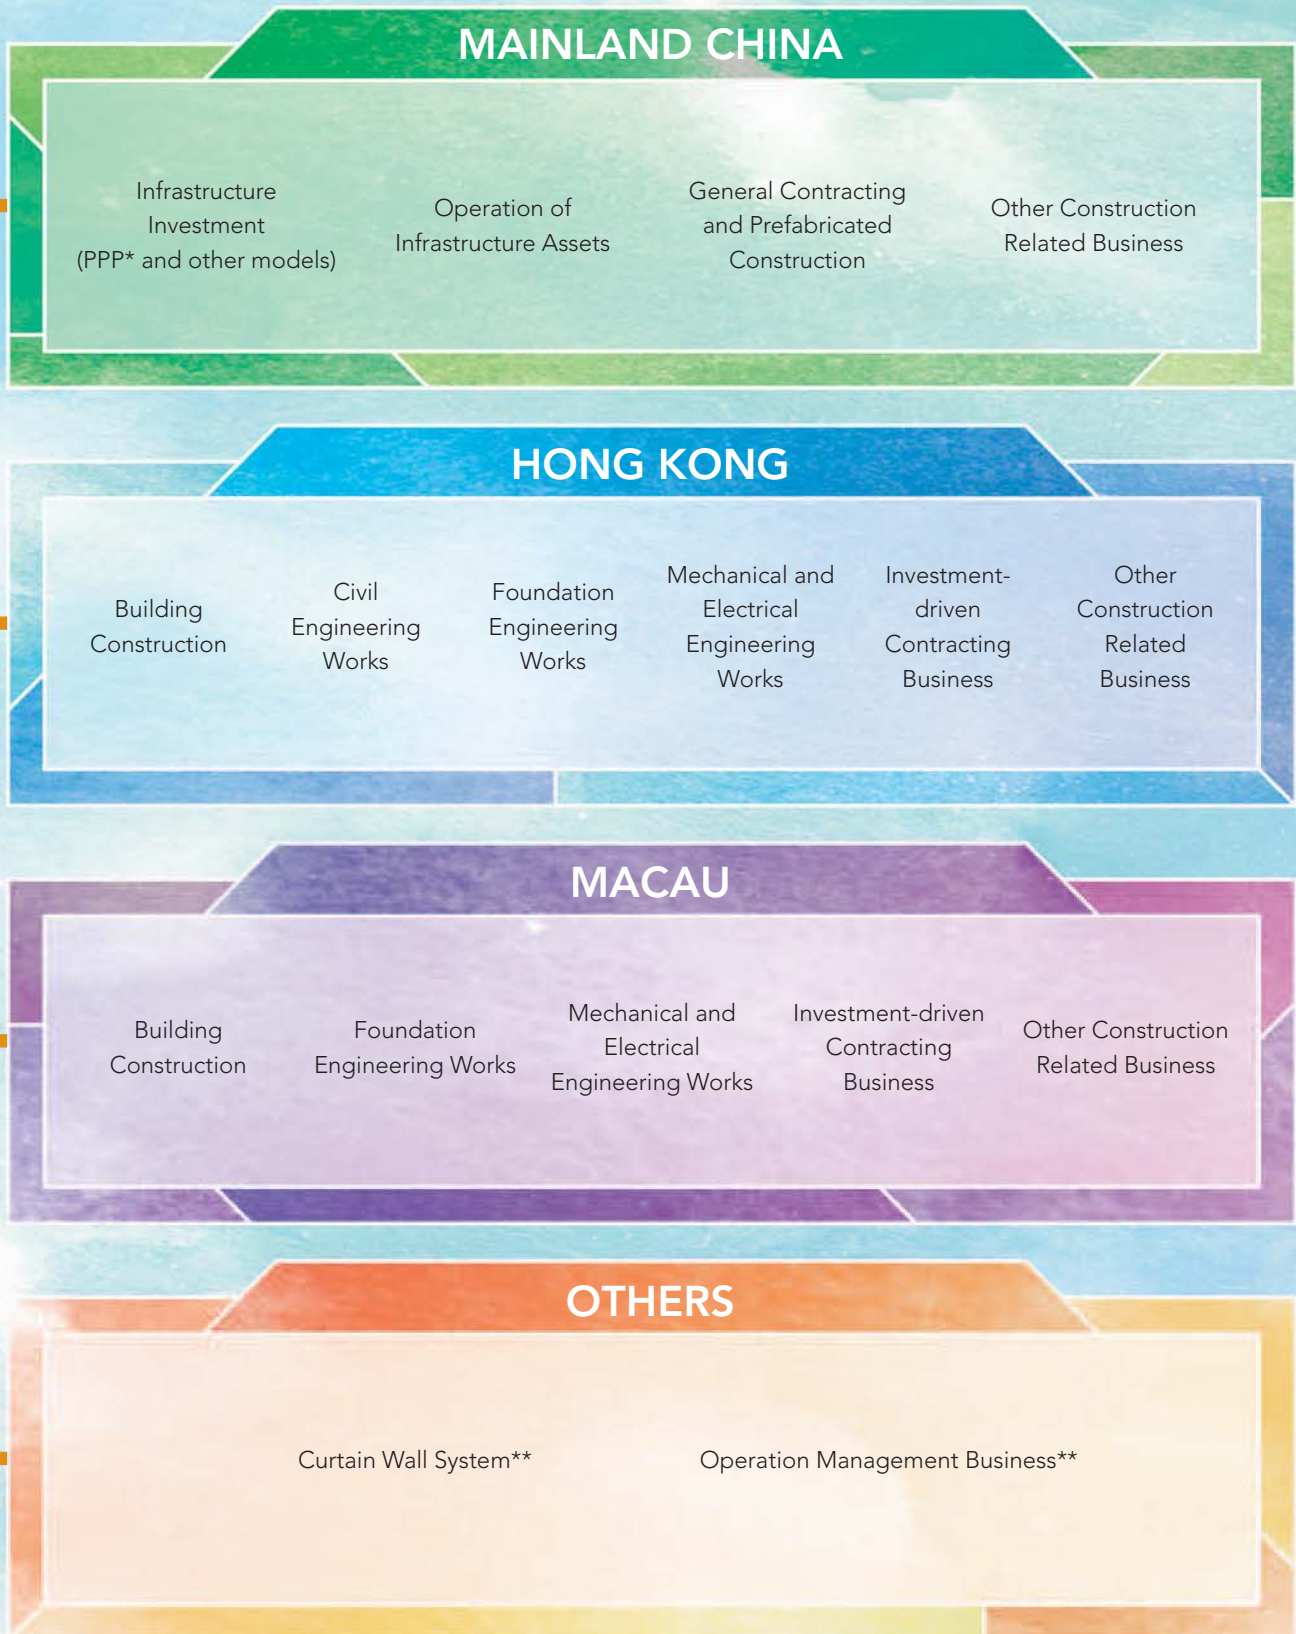 MAINLAND CHINA
Infrastructure
Investment
(PPP* and other models)
Operation of
Infrastructure Assets
General Contracting
and Prefabricated
Construction
Other Construction
Related Business
HONG KONG
Building
Construction
Civil
Engineering
Works
Foundation
Engineering
Works
Mechanical and
Electrical
Engineering
Works
Investment-
driven
Contracting
Business
Other
Construction
Related
Business
MACAU
Building
Construction
Foundation
Engineering Works
Mechanical and
Electrical
Engineering Works
Investment-driven
Contracting
Business
Other Construction
Related Business
OTHERS
Curtain Wall System**
Operation Management Business**